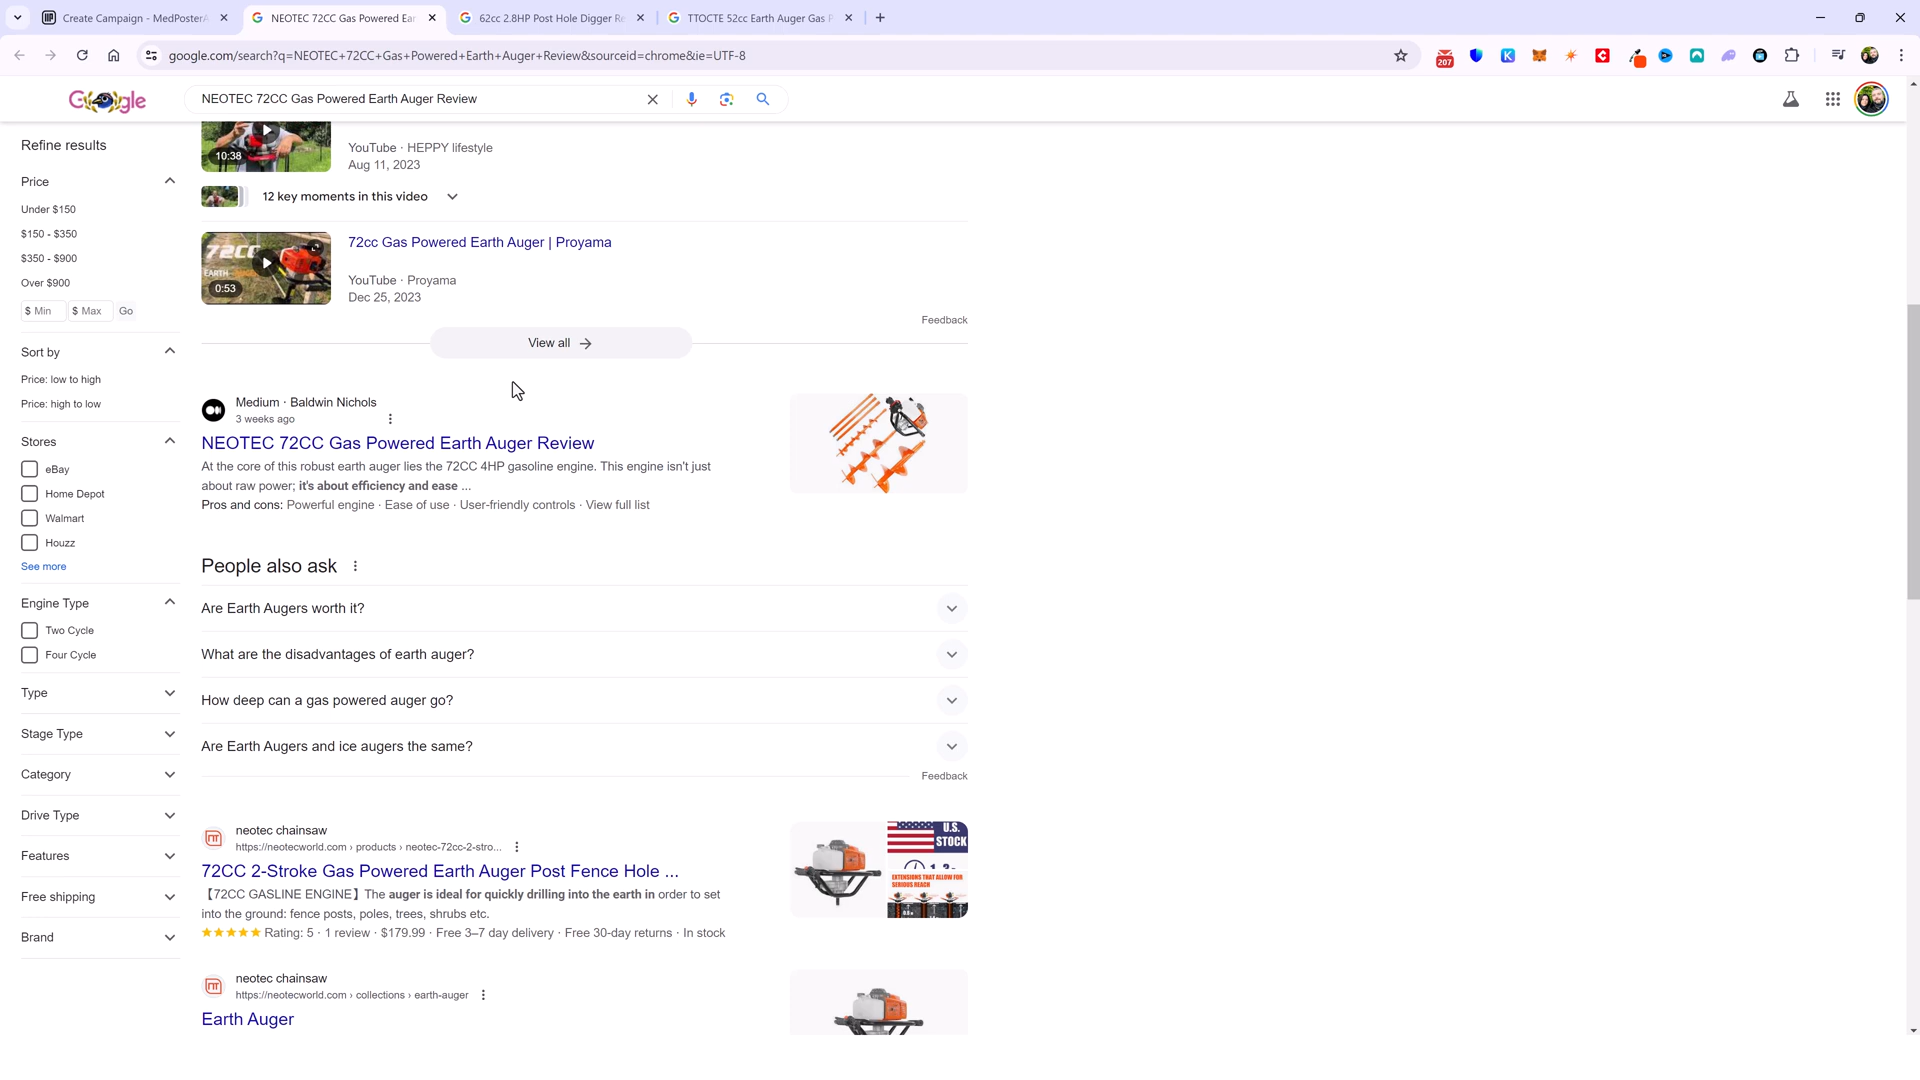 Create Campaign - MedPosterA
NEOTEC 72CC Gas Powered Ear
62cc 2.8HP Post Hole Digger Re
TTOCTE 52cc Earth Auger Gas P
google.com/search?q=NEOTEC+72CC+Gas+Powered+Earth+Auger+Review&sourceid=chrome&ie=UTF-8
207
Google
NEOTEC 72CC Gas Powered Earth Auger Review
Refine results
Price
Under $150
$150 - $350
$350 - $900
Over $900
$ Min
$ Max
Go
Sort by
Price: low to high
Price: high to low
Stores
eBay
Home Depot
Walmart
Houzz
See more
Engine Type
Two Cycle
Four Cycle
Type
Stage Type
Category
Drive Type
Features
Free shipping
Brand
10:38
YouTube · HEPPY lifestyle
Aug 11, 2023
12 key moments in this video
72CC
EARTH
0:53
72cc Gas Powered Earth Auger | Proyama
YouTube · Proyama
Dec 25, 2023
Feedback
View all
Medium · Baldwin Nichols
3 weeks ago
NEOTEC 72CC Gas Powered Earth Auger Review
At the core of this robust earth auger lies the 72CC 4HP gasoline engine. This engine isn't just
about raw power; it's about efficiency and ease ...
Pros and cons: Powerful engine · Ease of use · User-friendly controls · View full list
People also ask
Are Earth Augers worth it?
What are the disadvantages of earth auger?
How deep can a gas powered auger go?
Are Earth Augers and ice augers the same?
Feedback
neotec chainsaw
https://neotecworld.com › products › neotec-72cc-2-stro...
72CC 2-Stroke Gas Powered Earth Auger Post Fence Hole ...
【72CC GASLINE ENGINE】The auger is ideal for quickly drilling into the earth in order to set
into the ground: fence posts, poles, trees, shrubs etc.
Rating: 5 · 1 review · $179.99 · Free 3–7 day delivery · Free 30-day returns · In stock
U.S.
STOCK
EXTENSIONS THAT ALLOW FOR
SERIOUS REACH
neotec chainsaw
https://neotecworld.com › collections › earth-auger
Earth Auger